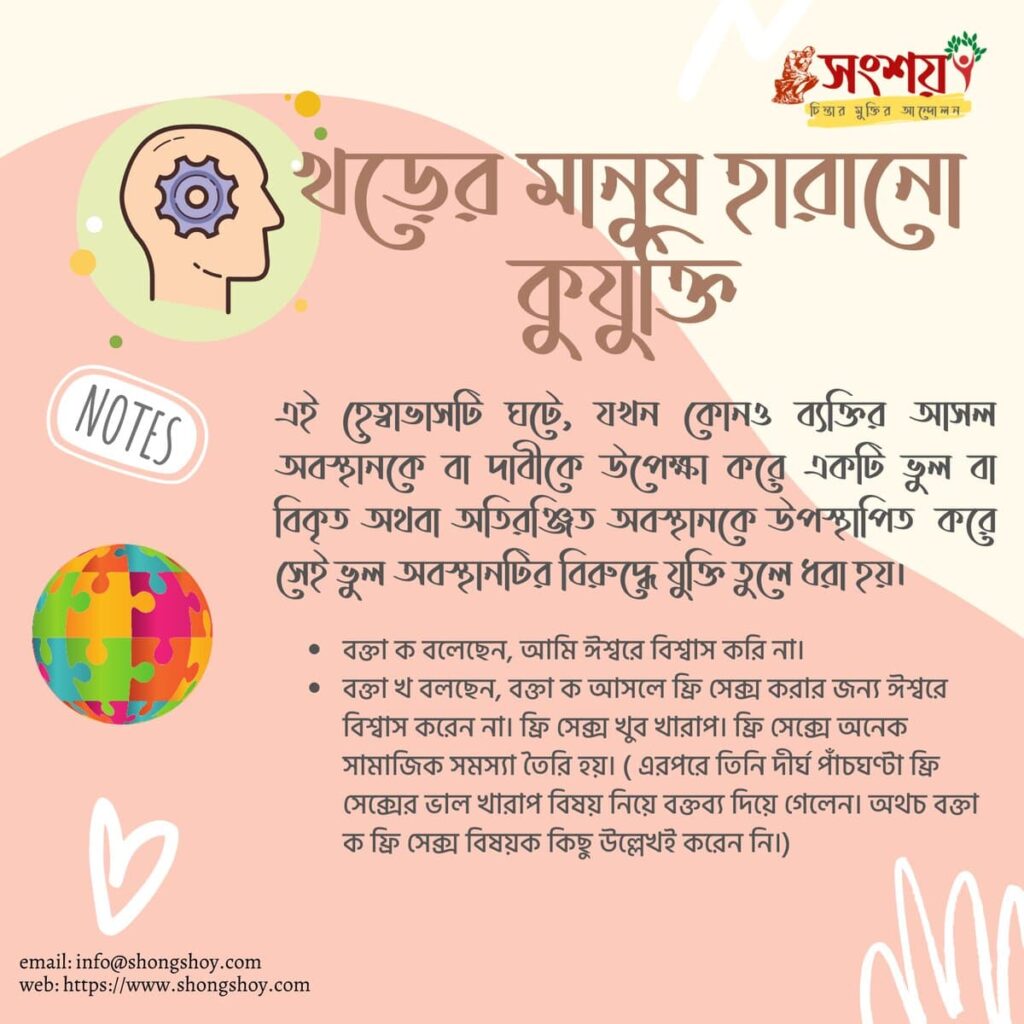 সংশয়
চিন্তার মুক্তির আন্দোলন
খড়ের মানুষ হারানো
কুযুক্তি
NOTES
এই হেত্বাভাসটি ঘটে, যখন কোনও ব্যক্তির আসল
অবস্থানকে বা দাবীকে উপেক্ষা করে একটি ভুল বা
বিকৃত অথবা অতিরঞ্জিত অবস্থানকে উপস্থাপিত করে
সেই ভুল অবস্থানটির বিরুদ্ধে যুক্তি তুলে ধরা হয়।
• বক্তা ক বলেছেন, আমি ঈশ্বরে বিশ্বাস করি না।
• বক্তা খ বলছেন, বক্তা ক আসলে ফ্রি সেক্স করার জন্য ঈশ্বরে
বিশ্বাস করেন না। ফ্রি সেক্স খুব খারাপ। ফ্রি সেক্সে অনেক
সামাজিক সমস্যা তৈরি হয়। ( এরপরে তিনি দীর্ঘ পাঁচঘণ্টা ফ্রি
সেক্সের ভাল খারাপ বিষয় নিয়ে বক্তব্য দিয়ে গেলেন। অথচ বক্তা
ক ফ্রি সেক্স বিষয়ক কিছু উল্লেখই করেন নি।)
email: info@shongshoy.com
web: https://www.shongshoy.com